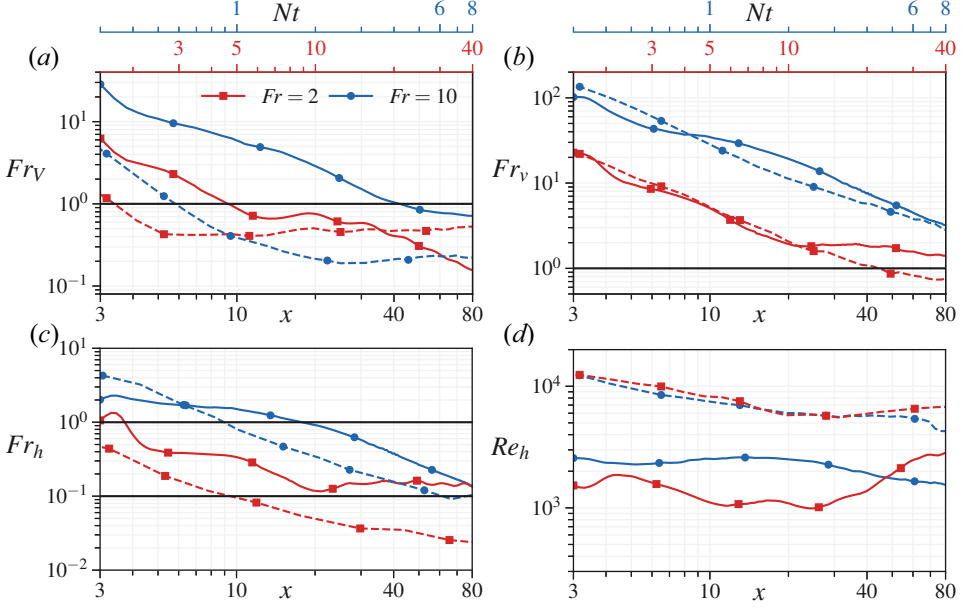 Nt Nt
1 6 8 1 6 8
3 5 10 40 3 5 10 40
(a) (b)
Fr = 2 Fr = 10
10^1 10^0 10^−1
Fr_V
3 10 x 40 80
10^2 10^1 10^0
Fr_v
3 10 x 40 80
(c) (d)
10^1 10^0 10^−1 10^−2
Fr_h
3 10 x 40 80
10^4 10^3
Re_h
3 10 x 40 80